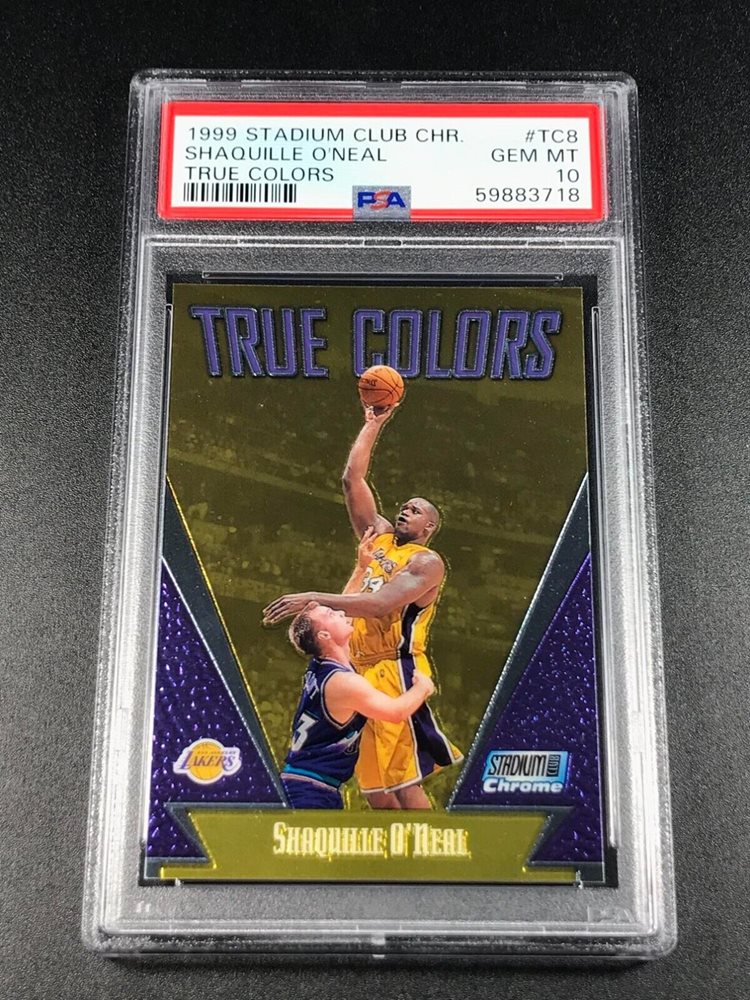 1999 STADIUM CLUB CHR. #TC8
SHAQUILLE O'NEAL GEM MT
TRUE COLORS 10
PSA 59883718
TRUE COLORS
3
LAKERS
STADIUM CLUB
Chrome
SHAQUILLE O'NEAL